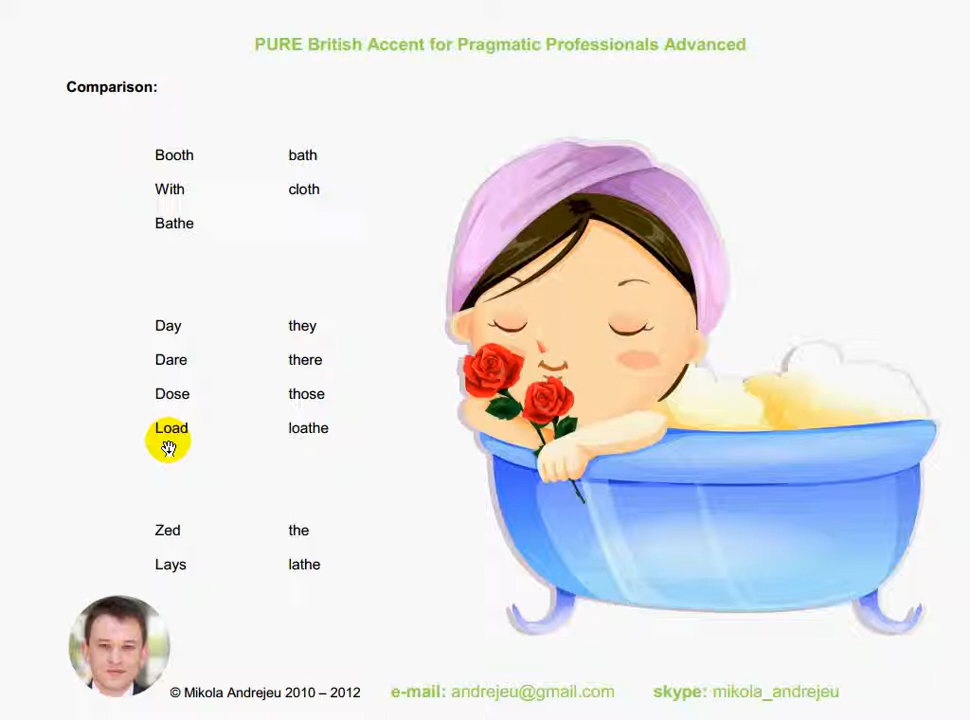 PURE British Accent for Pragmatic Professionals Advanced
Comparison:
Booth bath
With cloth
Bathe
Day they
Dare there
Dose those
Load loathe
Zed the
Lays lathe
© Mikola Andrejeu 2010 – 2012 e-mail: andrejeu@gmail.com skype: mikola_andrejeu